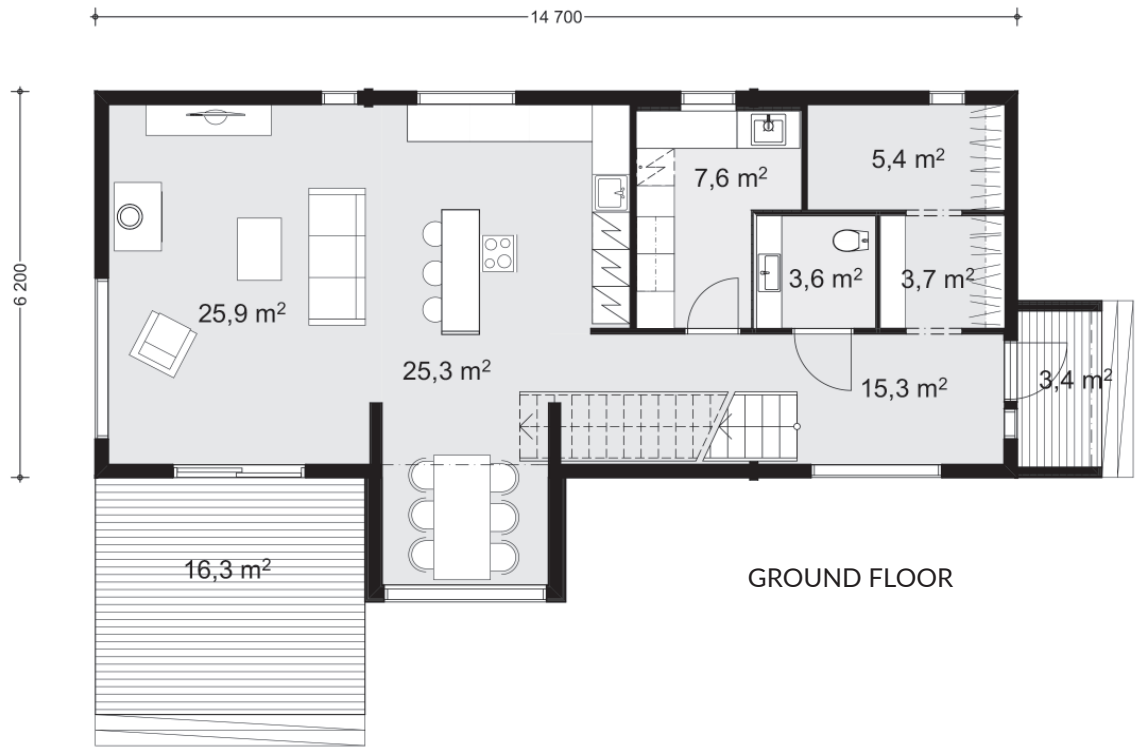 14 700
6 200
5,4 m²
7,6 m²
3,6 m²
3,7 m²
25,9 m²
25,3 m²
15,3 m²
3,4 m²
16,3 m²
GROUND FLOOR